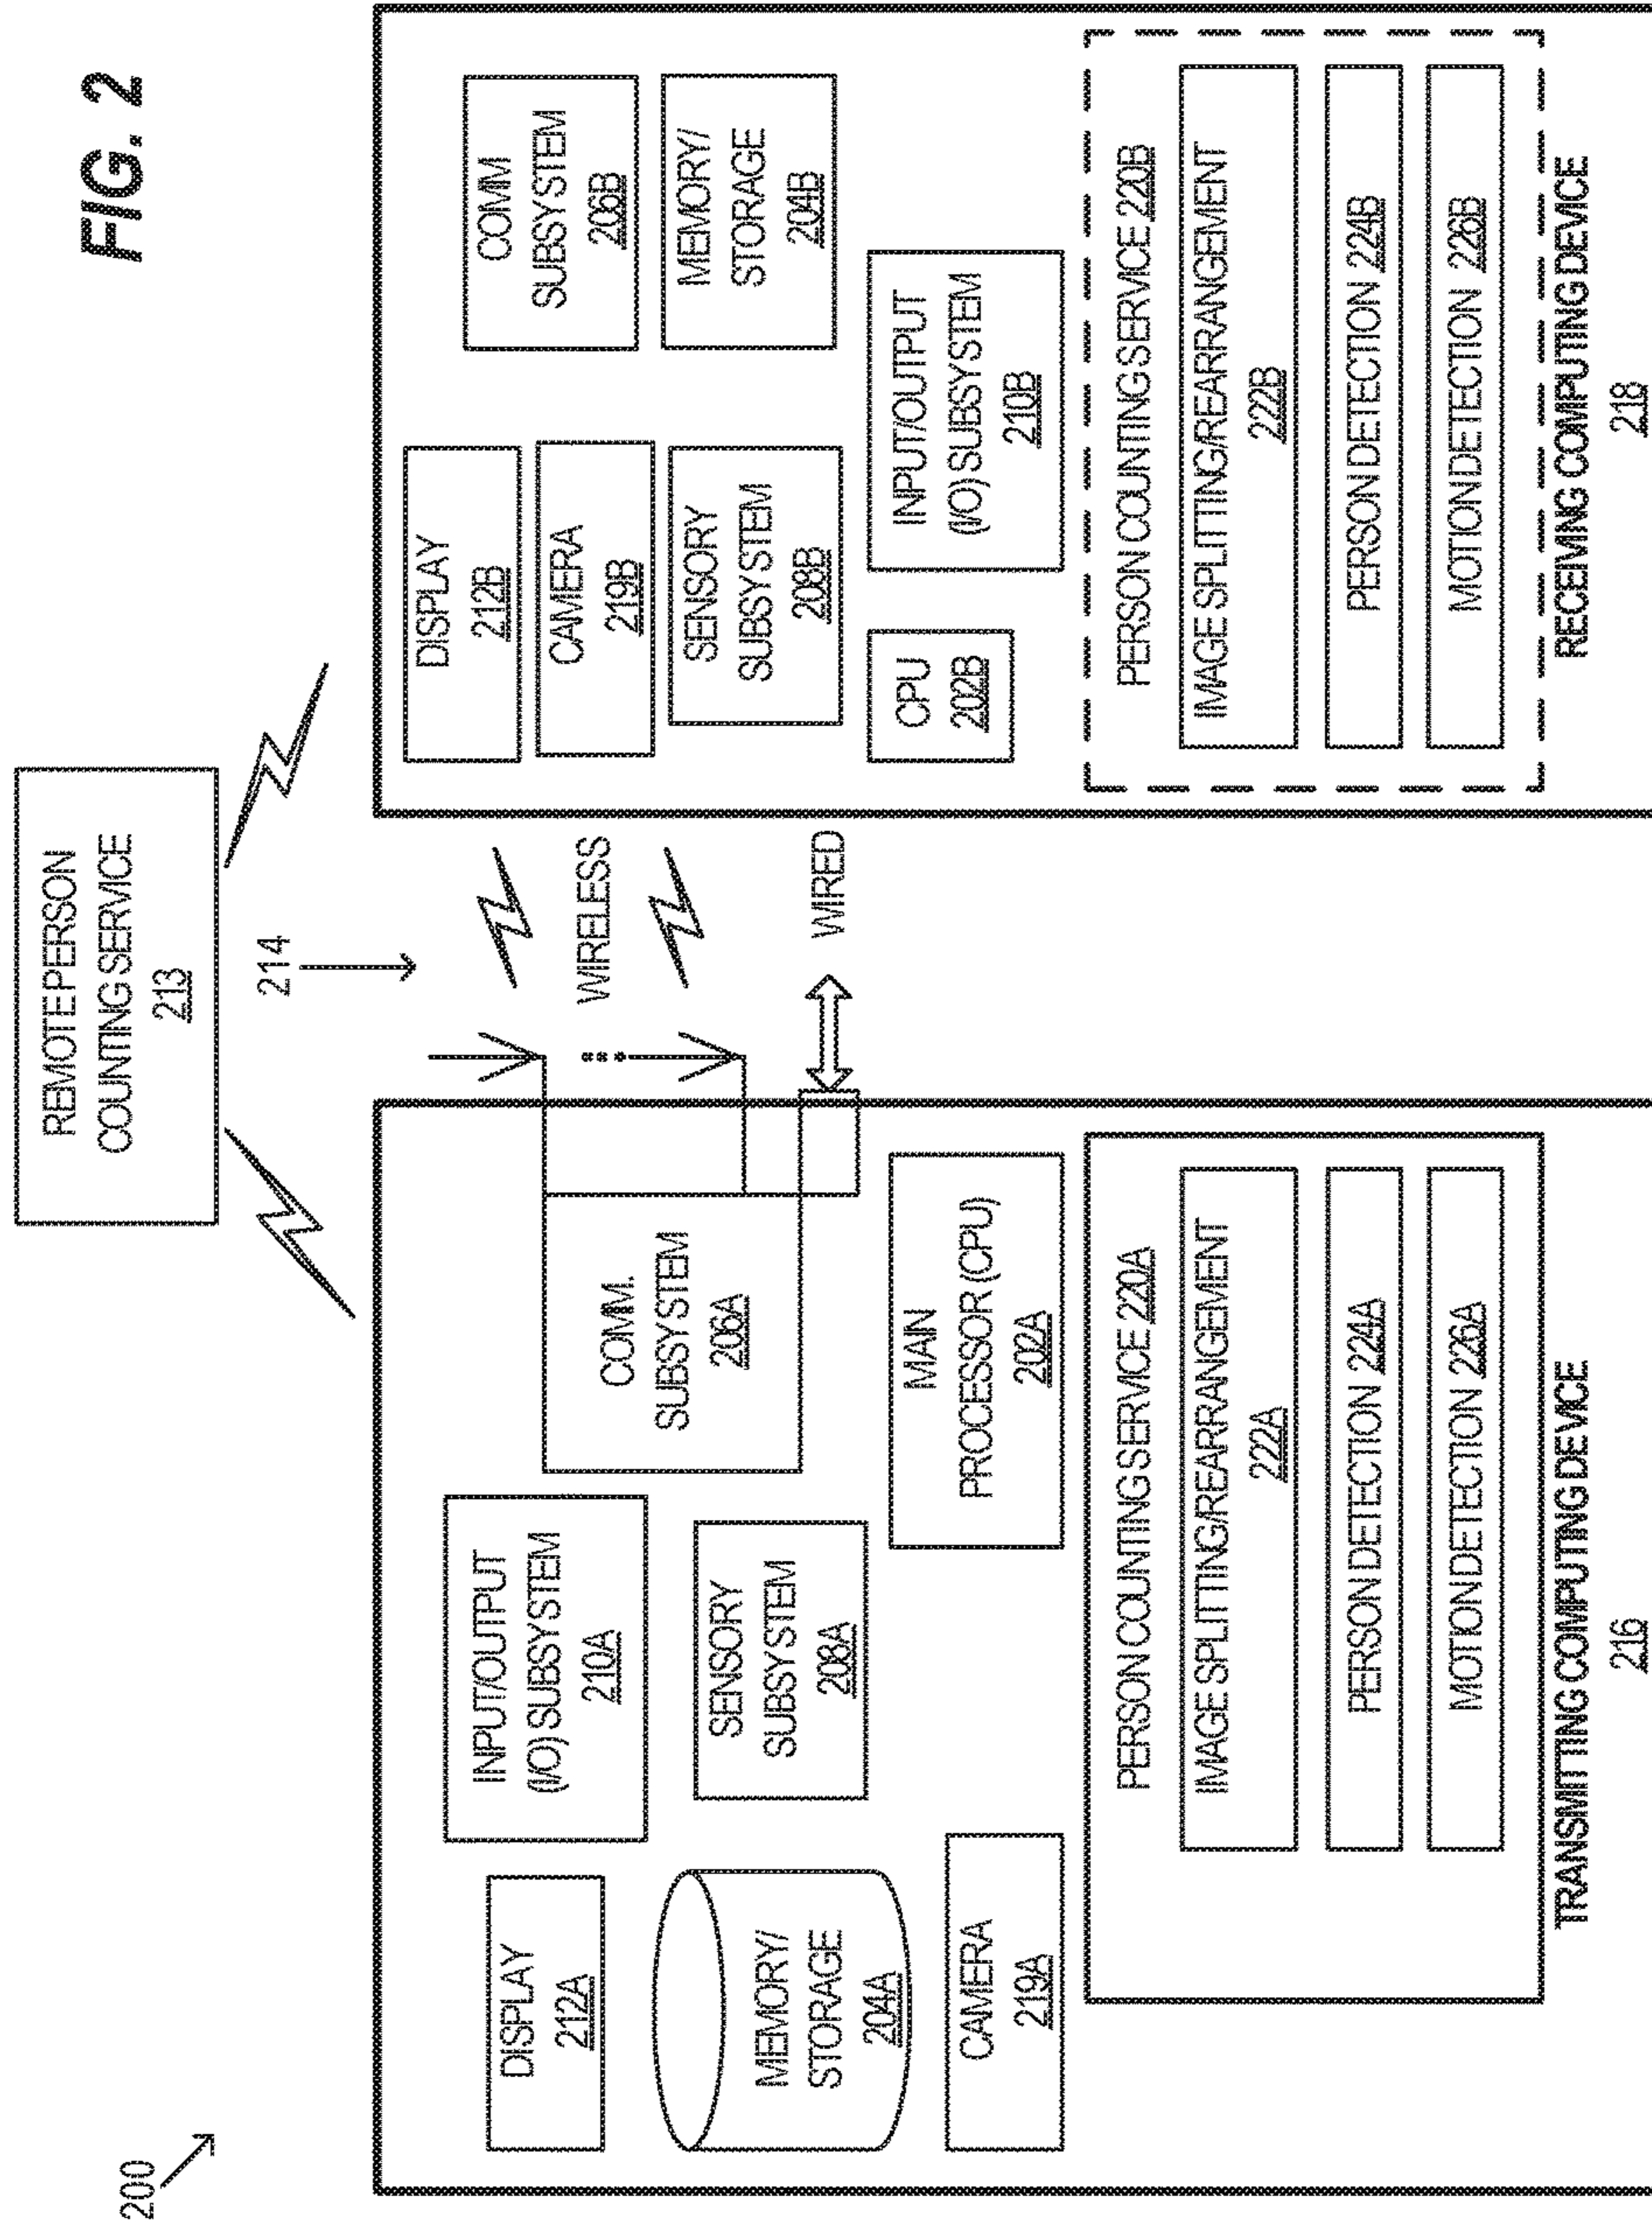 FIG. 2
200
REMOTE PERSON
COUNTING SERVICE
213
214
DISPLAY
212A
INPUT/OUTPUT
(I/O) SUBSYSTEM
210A
MEMORY/
STORAGE
204A
SENSORY
SUBSYSTEM
208A
COMM.
SUBSYSTEM
206A
CAMERA
219A
MAIN
PROCESSOR (CPU)
202A
PERSON COUNTING SERVICE 220A
IMAGE SPLITTING/REARRANGEMENT
222A
PERSON DETECTION 224A
MOTION DETECTION 226A
TRANSMITTING COMPUTING DEVICE
216
WIRELESS
WIRED
DISPLAY
212B
CAMERA
219B
SENSORY
SUBSYSTEM
208B
COMM
SUBSYSTEM
206B
MEMORY/
STORAGE
204B
CPU
202B
INPUT/OUTPUT
(I/O) SUBSYSTEM
210B
PERSON COUNTING SERVICE 220B
IMAGE SPLITTING/REARRANGEMENT
222B
PERSON DETECTION 224B
MOTION DETECTION 226B
RECEIVING COMPUTING DEVICE
218